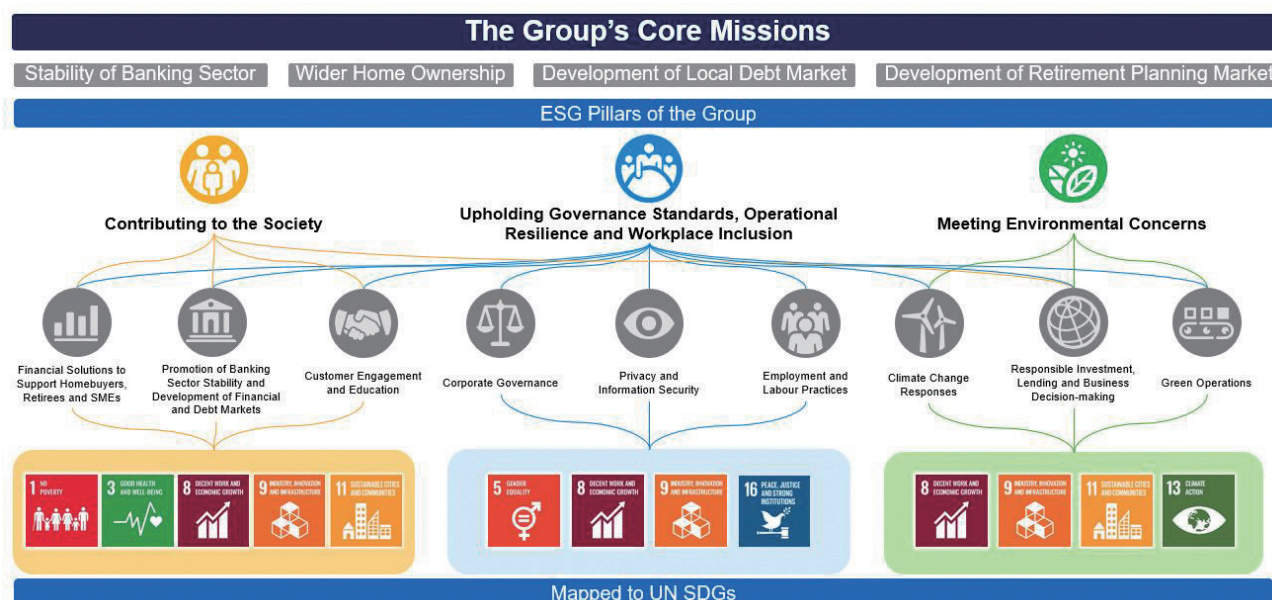 The Group's Core Missions
Stability of Banking Sector
Wider Home Ownership
Development of Local Debt Market
Development of Retirement Planning Market
ESG Pillars of the Group
Contributing to the Society
Upholding Governance Standards, Operational
Resilience and Workplace Inclusion
Meeting Environmental Concerns
Financial Solutions to
Support Homebuyers,
Retirees and SMEs
Promotion of Banking
Sector Stability and
Development of Financial
and Debt Markets
Customer Engagement
and Education
Corporate Governance
Privacy and
Information Security
Employment and
Labour Practices
Climate Change
Responses
Responsible Investment,
Lending and Business
Decision-making
Green Operations
1 NO
POVERTY
3 GOOD HEALTH
AND WELL-BEING
8 DECENT WORK AND
ECONOMIC GROWTH
9 INDUSTRY, INNOVATION
AND INFRASTRUCTURE
11 SUSTAINABLE CITIES
AND COMMUNITIES
5 GENDER
EQUALITY
8 DECENT WORK AND
ECONOMIC GROWTH
9 INDUSTRY, INNOVATION
AND INFRASTRUCTURE
16 PEACE, JUSTICE
AND STRONG
INSTITUTIONS
8 DECENT WORK AND
ECONOMIC GROWTH
9 INDUSTRY, INNOVATION
AND INFRASTRUCTURE
11 SUSTAINABLE CITIES
AND COMMUNITIES
13 CLIMATE
ACTION
Mapped to UN SDGs